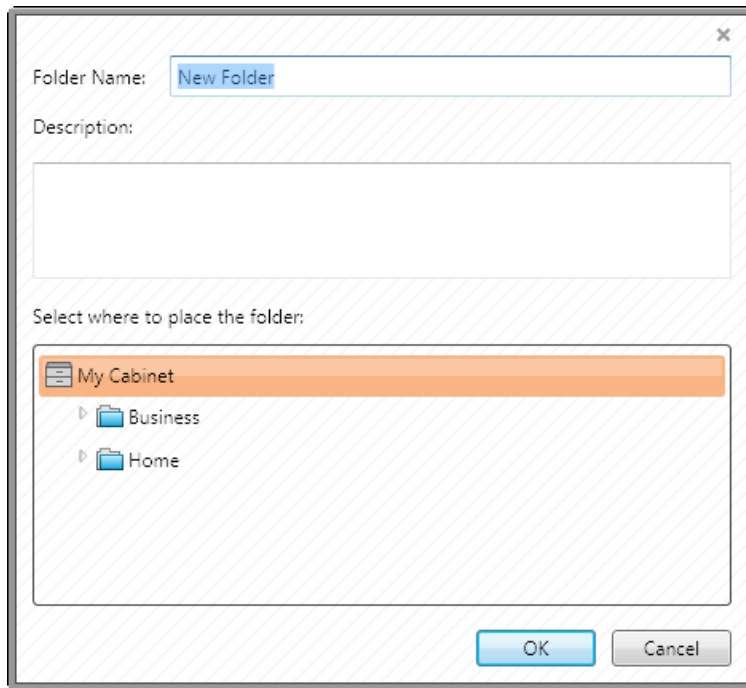 Folder Name: New Folder
Description:
Select where to place the folder:
My Cabinet
Business
Home
OK Cancel